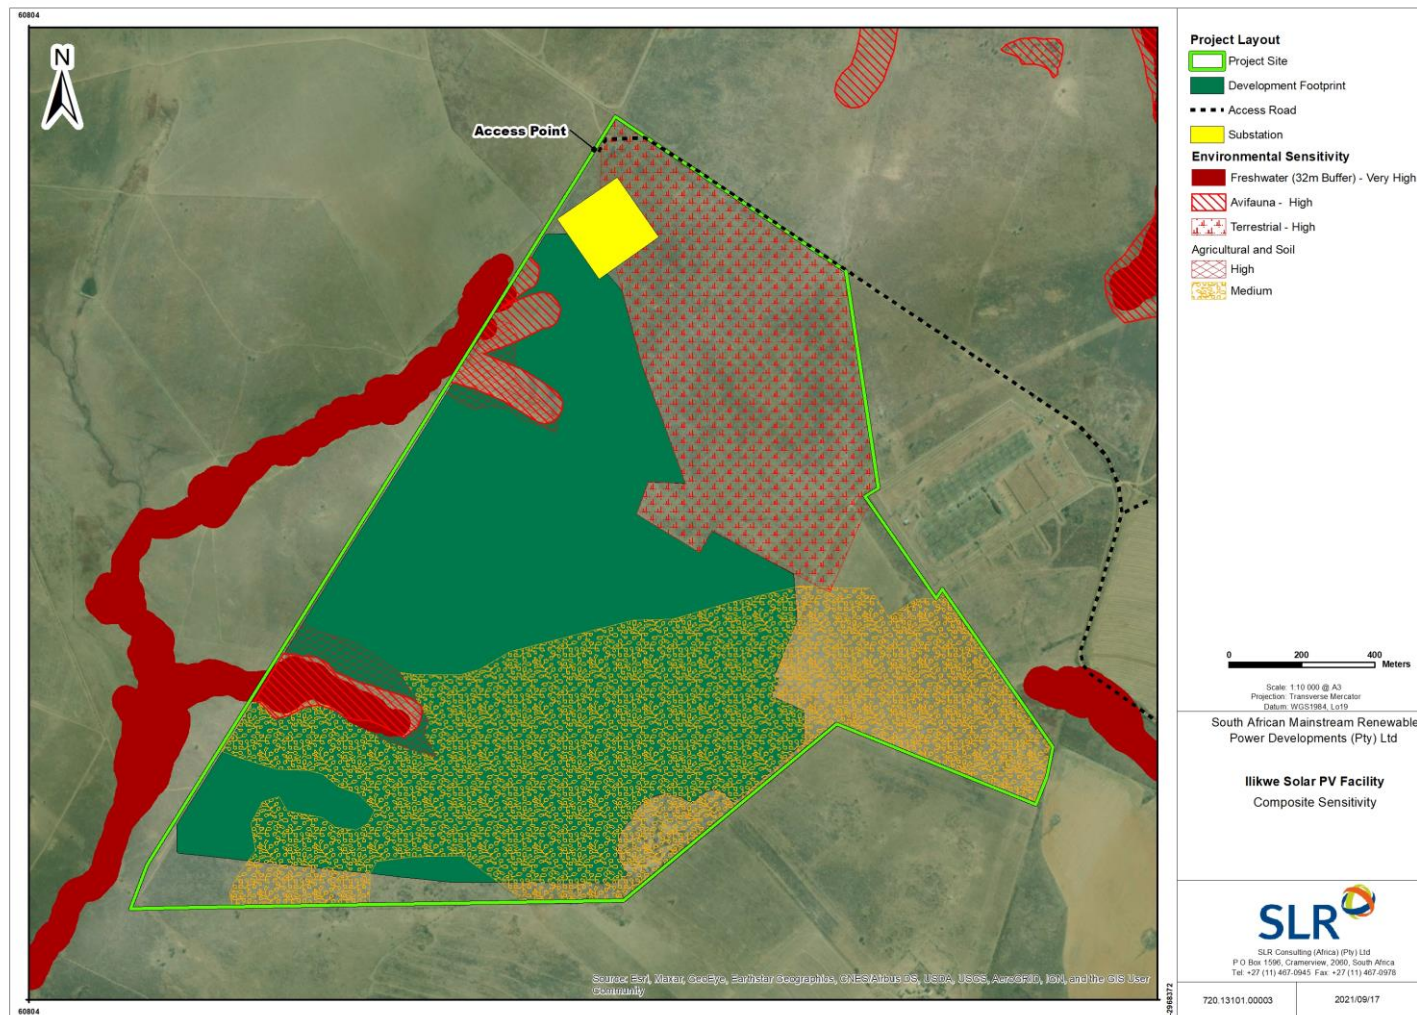 60804
N
Access Point
Source: Esri, Maxar, GeoEye, Earthstar Geographics, CNES/Airbus DS, USDA, USGS, AeroGRID, IGN, and the GIS User
Community
60804
-2968372
Project Layout
Project Site
Development Footprint
Access Road
Substation
Environmental Sensitivity
Freshwater (32m Buffer) - Very High
Avifauna - High
Terrestrial - High
Agricultural and Soil
High
Medium
0 200 400
Meters
Scale: 1:10 000 @ A3
Projection: Transverse Mercator
Datum: WGS1984, Lo19
South African Mainstream Renewable
Power Developments (Pty) Ltd
Ilikwe Solar PV Facility
Composite Sensitivity
SLR
SLR Consulting (Africa) (Pty) Ltd
P O Box 1596, Cramerview, 2060, South Africa
Tel: +27 (11) 467-0945 Fax: +27 (11) 467-0978
720.13101.00003
2021/09/17